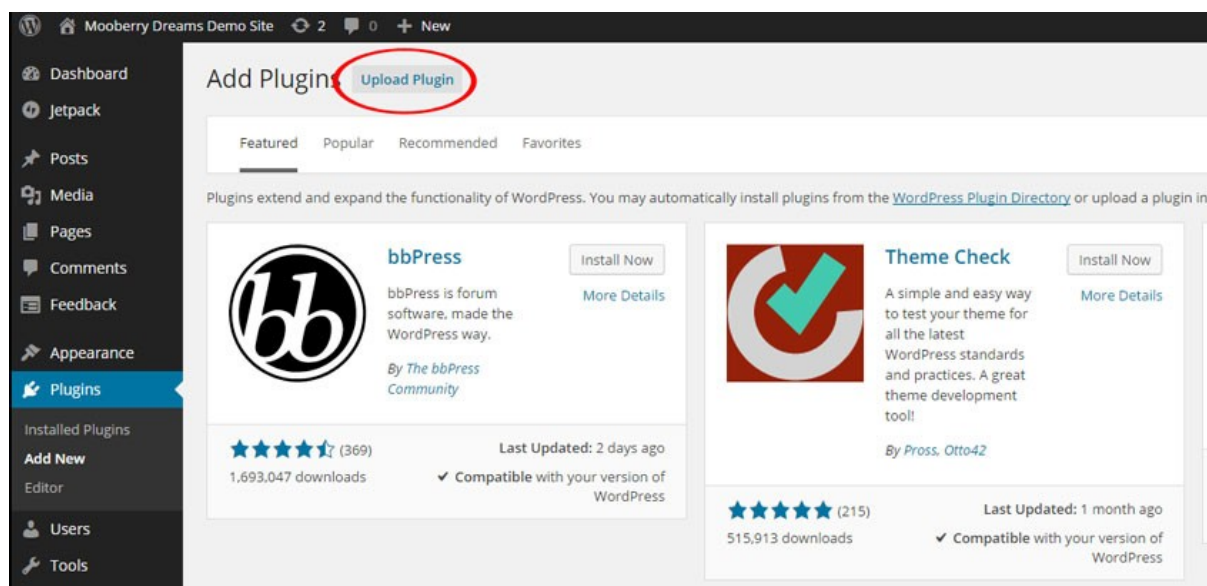 Mooberry Dreams Demo Site 2 0 + New
Dashboard
Jetpack
Posts
Media
Pages
Comments
Feedback
Appearance
Plugins
Installed Plugins
Add New
Editor
Users
Tools
Add Plugins Upload Plugin
Featured Popular Recommended Favorites
Plugins extend and expand the functionality of WordPress. You may automatically install plugins from the WordPress Plugin Directory or upload a plugin in
bb
bbPress
Install Now
More Details
bbPress is forum
software, made the
WordPress way.
By The bbPress
Community
(369)
1,693,047 downloads
Last Updated: 2 days ago
✔ Compatible with your version of
WordPress
Theme Check
Install Now
More Details
A simple and easy way
to test your theme for
all the latest
WordPress standards
and practices. A great
theme development
tool!
By Pross, Otto42
(215)
515,913 downloads
Last Updated: 1 month ago
✔ Compatible with your version of
WordPress